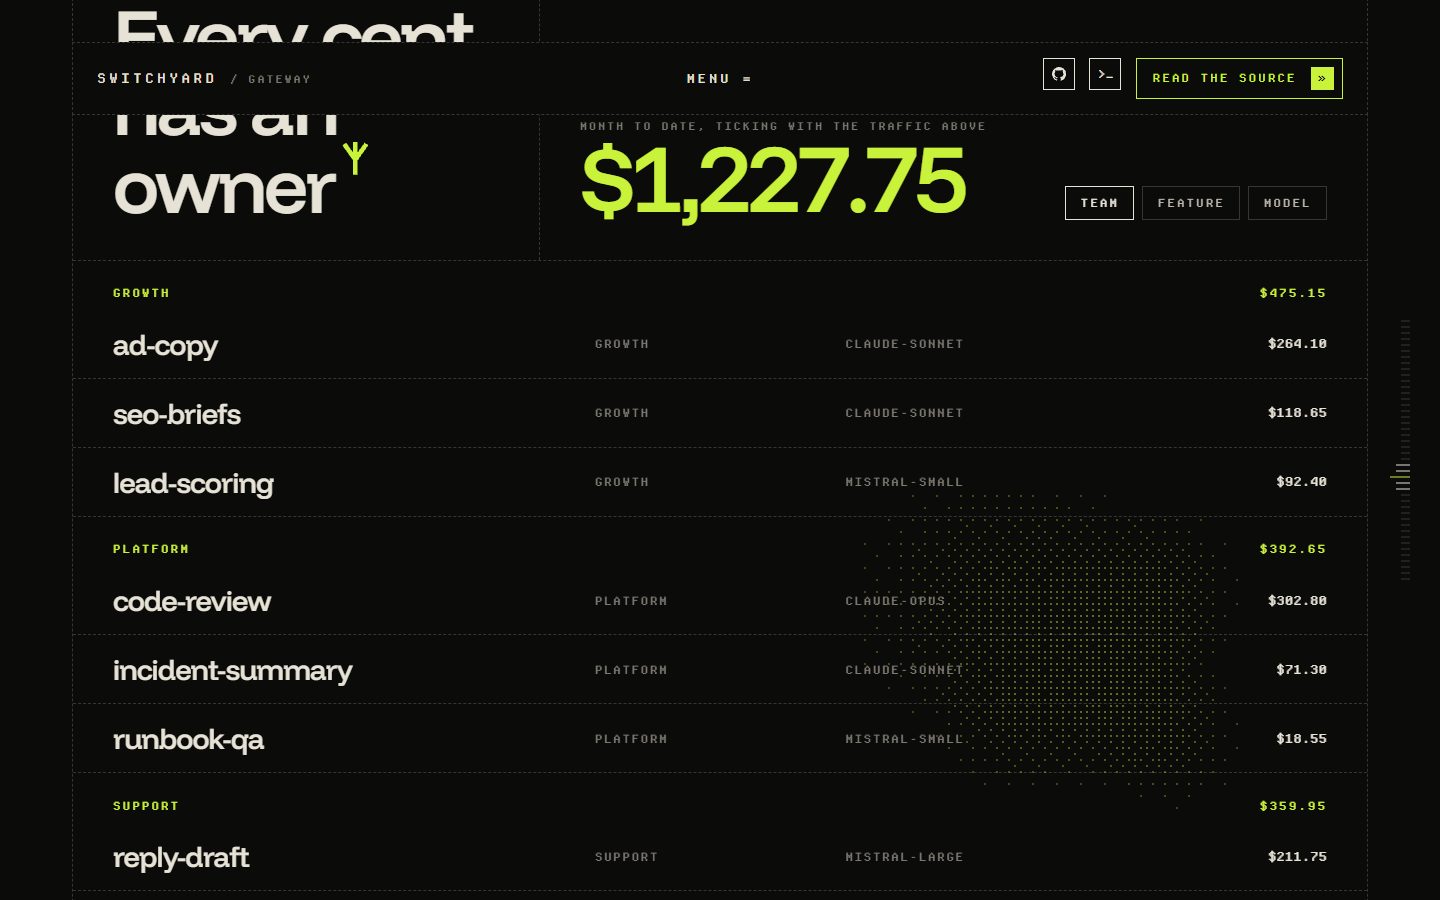 Every cent
SWITCHYARD / GATEWAY
MENU =
>_
READ THE SOURCE »
has an
owner
MONTH TO DATE, TICKING WITH THE TRAFFIC ABOVE
$1,227.75
TEAM
FEATURE
MODEL
GROWTH $475.15
ad-copy GROWTH CLAUDE-SONNET $264.10
seo-briefs GROWTH CLAUDE-SONNET $118.65
lead-scoring GROWTH MISTRAL-SMALL $92.40
PLATFORM $392.65
code-review PLATFORM CLAUDE-OPUS $302.80
incident-summary PLATFORM CLAUDE-SONNET $71.30
runbook-qa PLATFORM MISTRAL-SMALL $18.55
SUPPORT $359.95
reply-draft SUPPORT MISTRAL-LARGE $211.75